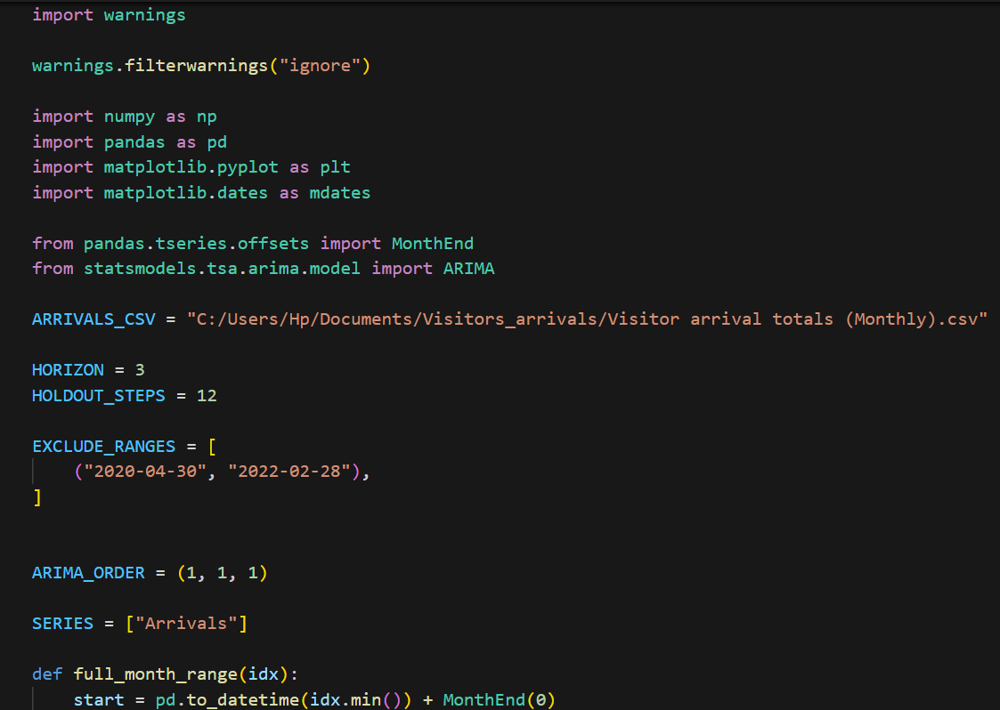 import warnings
warnings.filterwarnings("ignore")
import numpy as np
import pandas as pd
import matplotlib.pyplot as plt
import matplotlib.dates as mdates
from pandas.tseries.offsets import MonthEnd
from statsmodels.tsa.arima.model import ARIMA
ARRIVALS_CSV = "C:/Users/Hp/Documents/Visitors_arrivals/Visitor arrival totals (Monthly).csv"
HORIZON = 3
HOLDOUT_STEPS = 12
EXCLUDE_RANGES = [
    ("2020-04-30", "2022-02-28"),
]
ARIMA_ORDER = (1, 1, 1)
SERIES = ["Arrivals"]
def full_month_range(idx):
    start = pd.to_datetime(idx.min()) + MonthEnd(0)